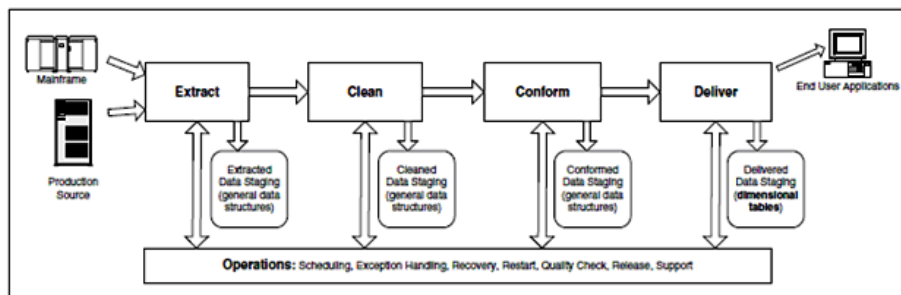 Mainframe
Production
Source
Extract
Clean
Conform
Deliver
End User Applications
Extracted
Data Staging
(general data
structures)
Cleaned
Data Staging
(general data
structures)
Conformed
Data Staging
(general data
structures)
Delivered
Data Staging
(dimensional
tables)
Operations: Scheduling, Exception Handling, Recovery, Restart, Quality Check, Release, Support